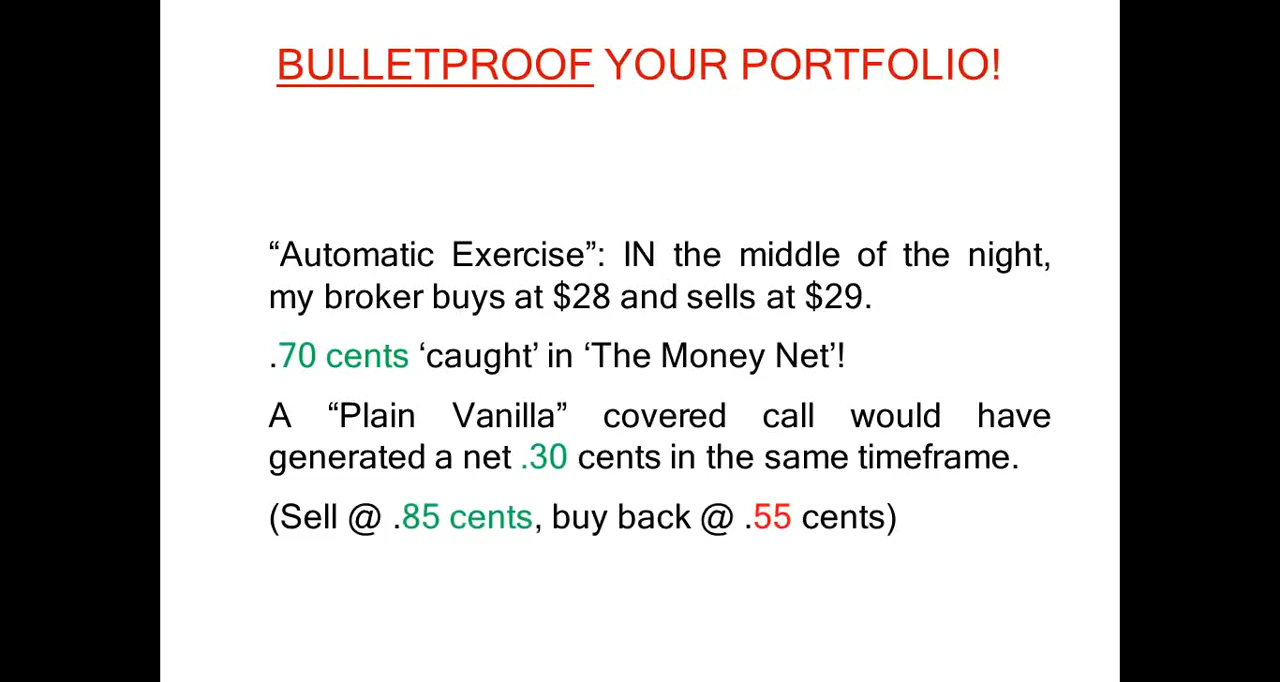 BULLETPROOF YOUR PORTFOLIO!
“Automatic Exercise”: IN the middle of the night,
my broker buys at $28 and sells at $29.
.70 cents ‘caught’ in ‘The Money Net’!
A “Plain Vanilla” covered call would have
generated a net .30 cents in the same timeframe.
(Sell @ .85 cents, buy back @ .55 cents)